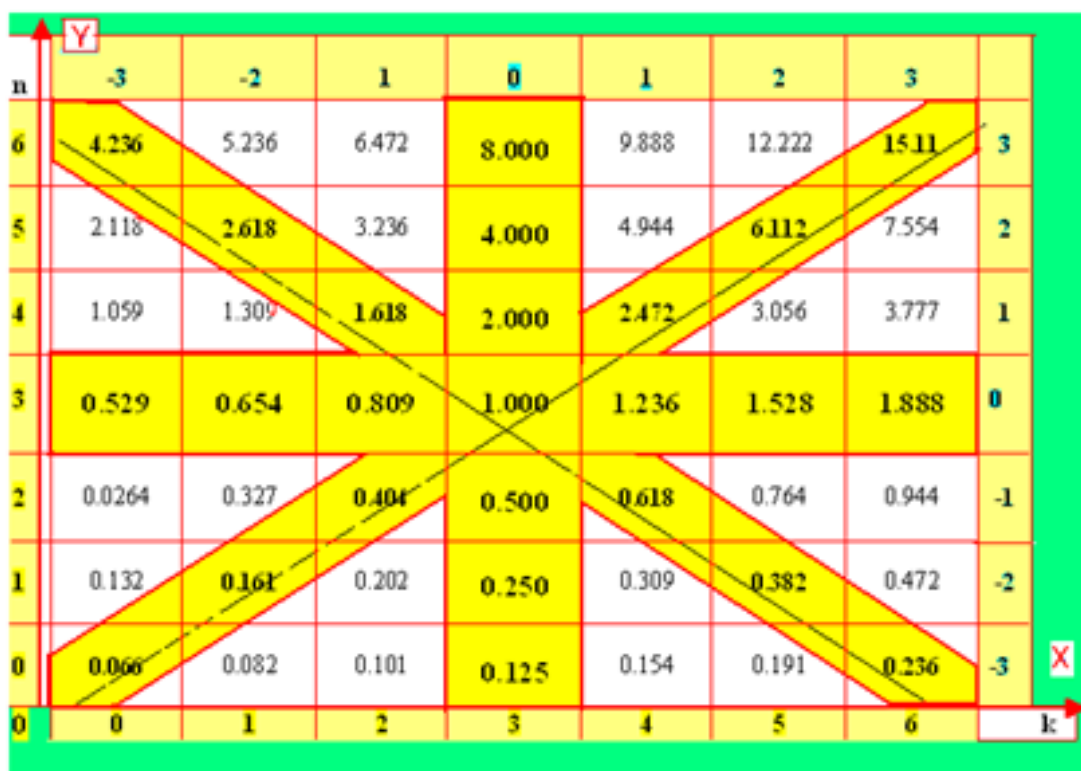 Y
n -3 -2 1 0 1 2 3
6 4.236 5.236 6.472 8.000 9.888 12.222 15.11 3
5 2.118 2.618 3.236 4.000 4.944 6.112 7.554 2
4 1.059 1.309 1.618 2.000 2.472 3.056 3.777 1
3 0.529 0.654 0.809 1.000 1.236 1.528 1.888 0
2 0.0264 0.327 0.404 0.500 0.618 0.764 0.944 -1
1 0.132 0.161 0.202 0.250 0.309 0.382 0.472 -2
0 0.066 0.082 0.101 0.125 0.154 0.191 0.236 -3 X
0 0 1 2 3 4 5 6 k